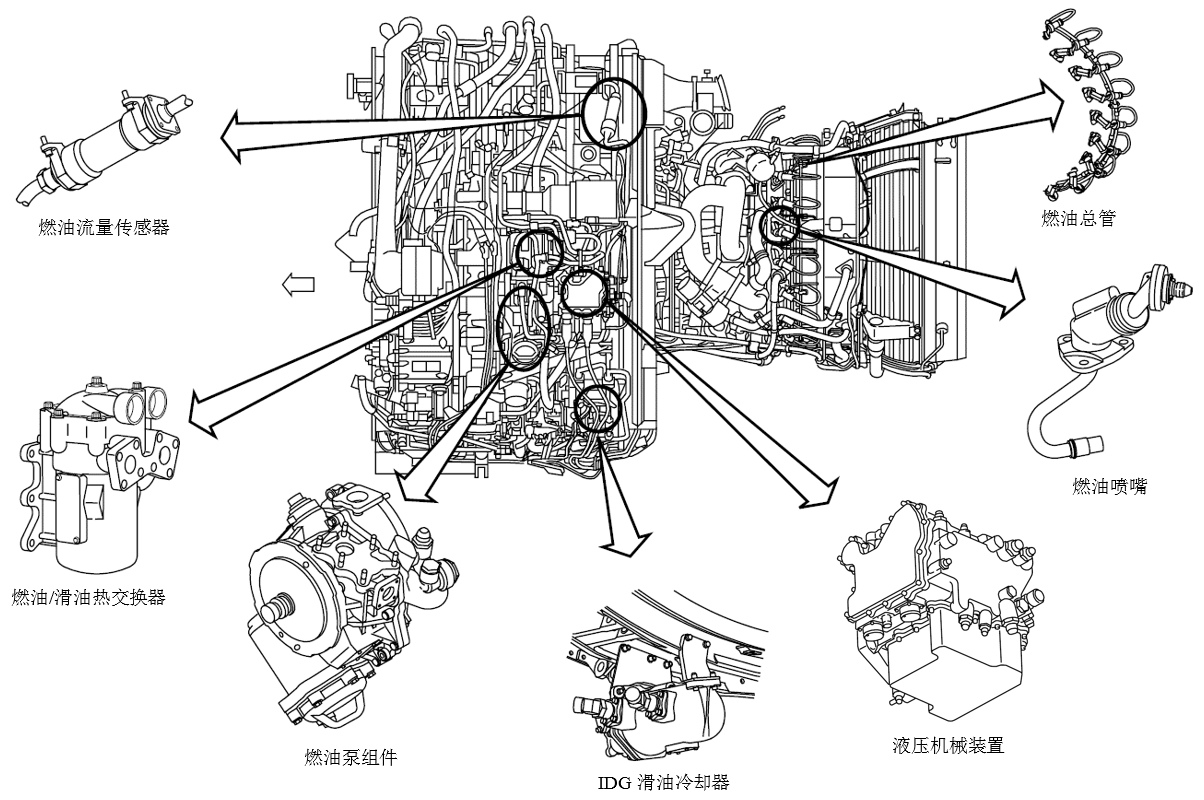 燃油流量传感器
燃油总管
燃油喷嘴
燃油/滑油热交换器
燃油泵组件
液压机械装置
IDG 滑油冷却器